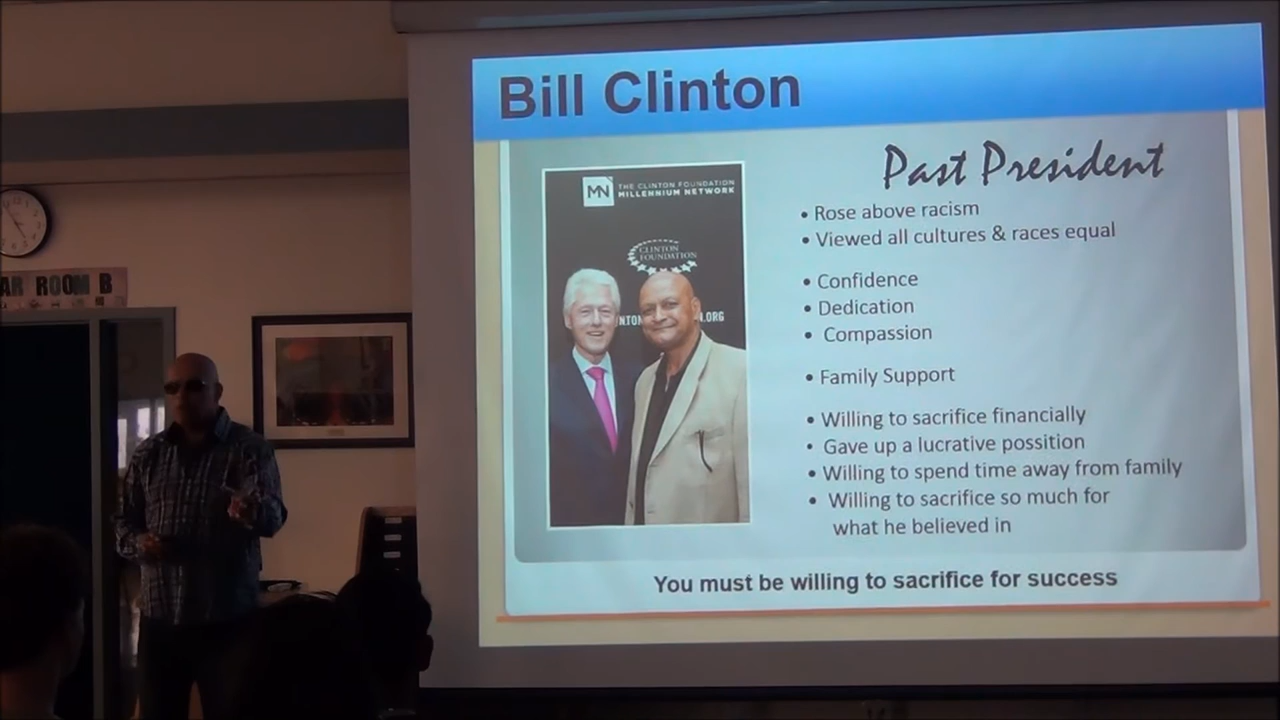 Bill Clinton
Past President
MN THE CLINTON FOUNDATION
MILLENNIUM NETWORK
CLINTON
FOUNDATION
.ORG
• Rose above racism
• Viewed all cultures & races equal
• Confidence
• Dedication
• Compassion
• Family Support
• Willing to sacrifice financially
• Gave up a lucrative possition
• Willing to spend time away from family
• Willing to sacrifice so much for
what he believed in
You must be willing to sacrifice for success
ROOM B